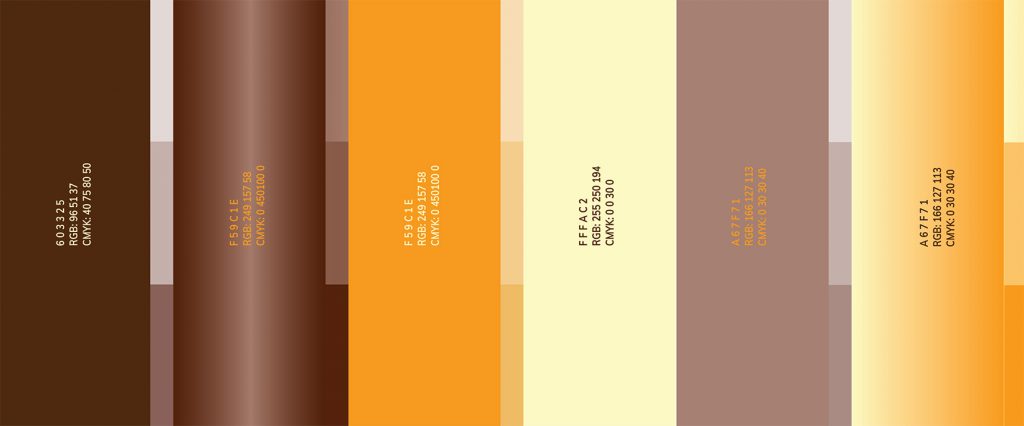 6 0 3 3 2 5
RGB: 96 51 37
CMYK: 40 75 80 50
F 5 9 C 1 E
RGB: 249 157 58
CMYK: 0 450100 0
F 5 9 C 1 E
RGB: 249 157 58
CMYK: 0 450100 0
F F F A C 2
RGB: 255 250 194
CMYK: 0 0 30 0
A 6 7 F 7 1
RGB: 166 127 113
CMYK: 0 30 30 40
A 6 7 F 7 1
RGB: 166 127 113
CMYK: 0 30 30 40